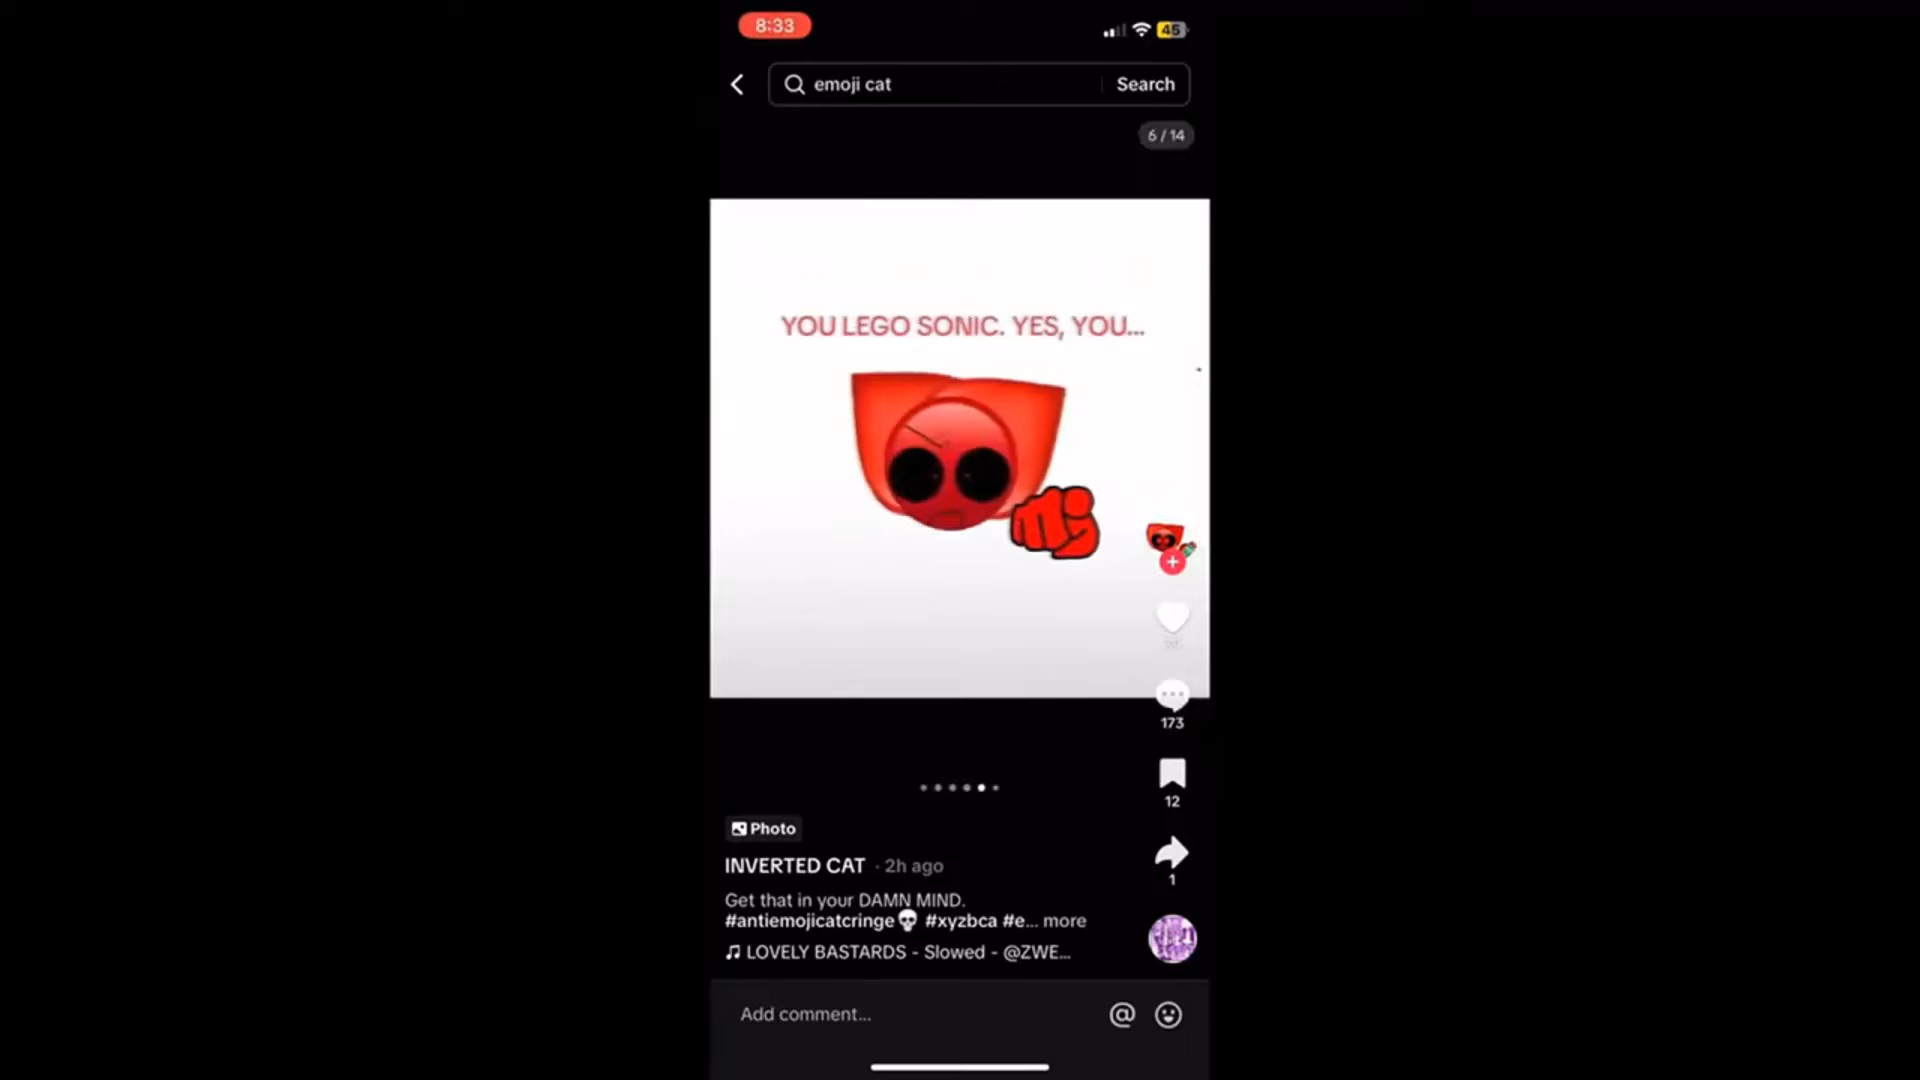 8:33
45
emoji cat
Search
6 / 14
YOU LEGO SONIC. YES, YOU...
173
12
1
Photo
INVERTED CAT · 2h ago
Get that in your DAMN MIND.
#antiemojicatcringe💀 #xyzbca #e... more
LOVELY BASTARDS - Slowed - @ZWE...
Add comment...
@